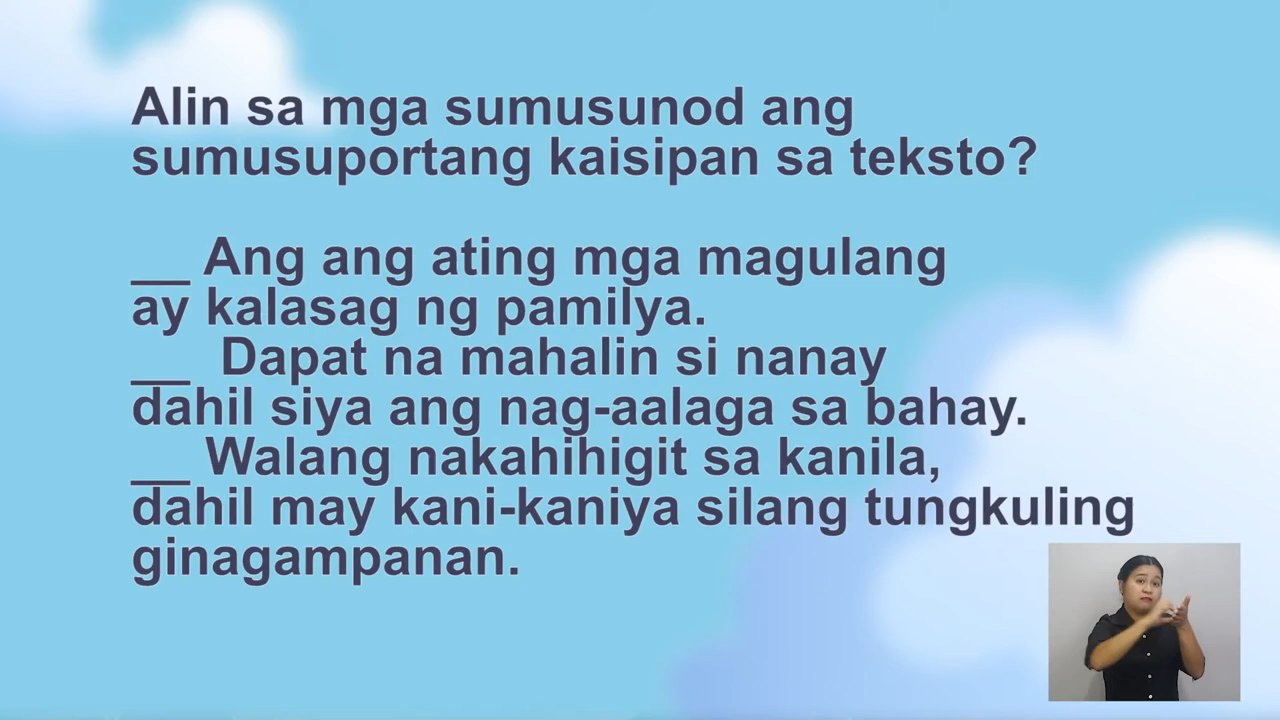 Alin sa mga sumusunod ang
sumusuportang kaisipan sa teksto?
__ Ang ang ating mga magulang
ay kalasag ng pamilya.
__ Dapat na mahalin si nanay
dahil siya ang nag-aalaga sa bahay.
__ Walang nakahihigit sa kanila,
dahil may kani-kaniya silang tungkuling
ginagampanan.